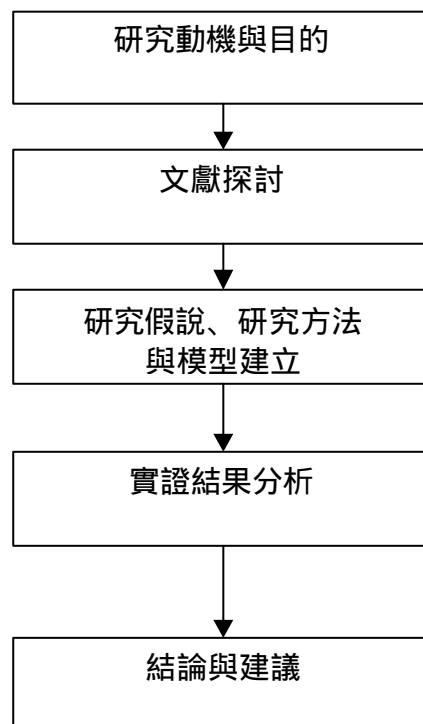 研究動機與目的
文獻探討
研究假說、研究方法
與模型建立
實證結果分析
結論與建議